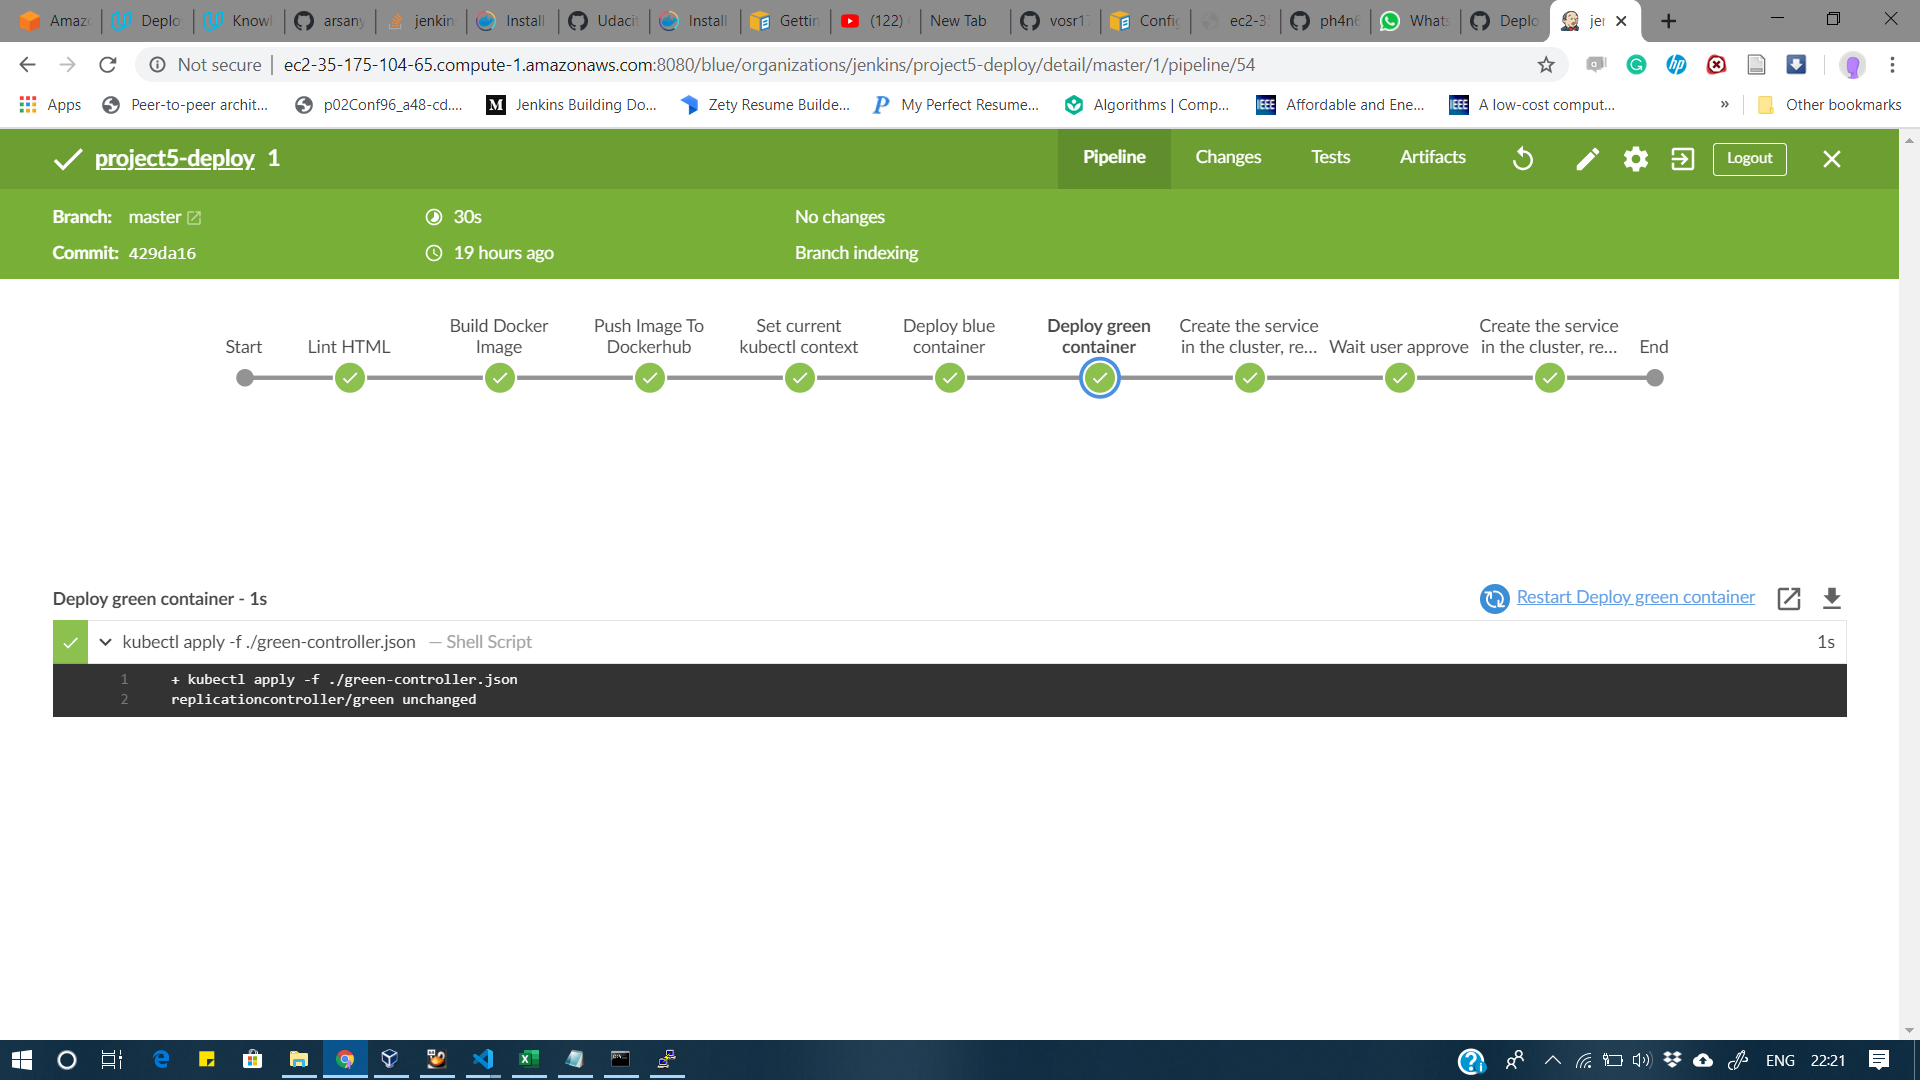 Amazo
Deplo
Knowl
arsany
jenkin
Install
Udacit
Install
Gettin
(122)
New Tab
vosr17
Config
ec2-35
ph4n6
Whats
Deplo
jen
Not secure | ec2-35-175-104-65.compute-1.amazonaws.com:8080/blue/organizations/jenkins/project5-deploy/detail/master/1/pipeline/54
Apps
Peer-to-peer archit...
p02Conf96_a48-cd....
Jenkins Building Do...
Zety Resume Builde...
My Perfect Resume...
Algorithms | Comp...
Affordable and Ene...
A low-cost comput...
»
Other bookmarks
project5-deploy 1
Pipeline
Changes
Tests
Artifacts
Logout
Branch: master
30s
No changes
Commit: 429da16
19 hours ago
Branch indexing
Start
Lint HTML
Build Docker
Image
Push Image To
Dockerhub
Set current
kubectl context
Deploy blue
container
Deploy green
container
Create the service
in the cluster, re...
Wait user approve
Create the service
in the cluster, re...
End
Deploy green container - 1s
Restart Deploy green container
kubectl apply -f ./green-controller.json — Shell Script
1s
1 + kubectl apply -f ./green-controller.json
2 replicationcontroller/green unchanged
ENG
22:21